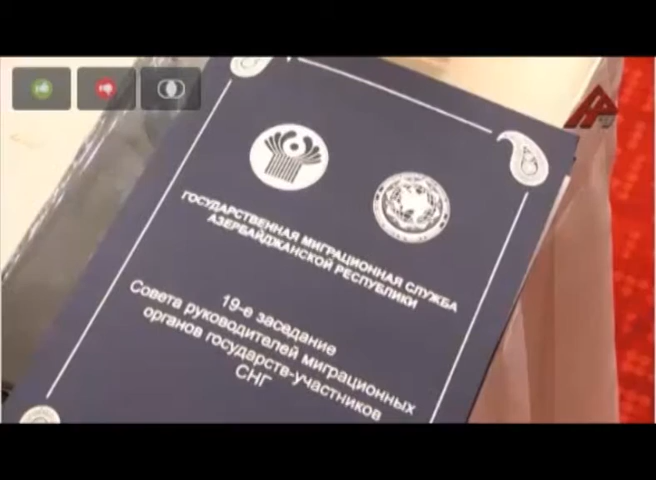 ГОСУДАРСТВЕННАЯ МИГРАЦИОННАЯ СЛУЖБА
АЗЕРБАЙДЖАНСКОЙ РЕСПУБЛИКИ
19-е заседание
Совета руководителей миграционных
органов государств-участников
СНГ